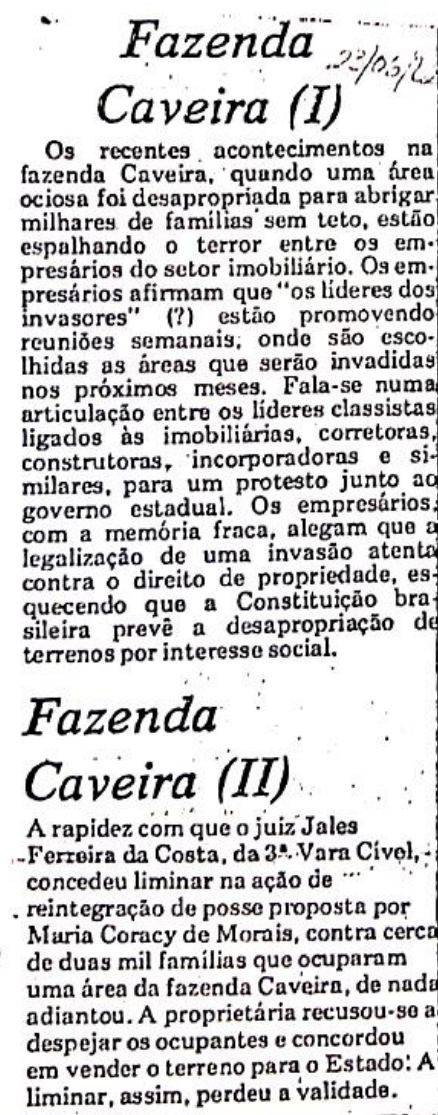 Fazenda
Caveira (I)
Os recentes acontecimentos na
fazenda Caveira, quando uma área
ociosa foi desapropriada para abrigar
milhares de famílias sem teto, estão
espalhando o terror entre os em-
presários do setor imobiliário. Os em-
presários afirmam que "os líderes dos
invasores" (?) estão promovendo
reuniões semanais, onde são esco-
lhidas as áreas que serão invadidas
nos próximos meses. Fala-se numa
articulação entre os líderes classistas
ligados às imobiliárias, corretoras,
construtoras, incorporadoras e si-
milares, para um protesto junto ao
governo estadual. Os empresários,
com a memória fraca, alegam que a
legalização de uma invasão atenta
contra o direito de propriedade, es-
quecendo que a Constituição bra-
sileira prevê a desapropriação de
terrenos por interesse social.
Fazenda
Caveira (II)
A rapidez com que o juiz Jales
Ferreira da Costa, da 3ª Vara Cível,
concedeu liminar na ação de
reintegração de posse proposta por
Maria Coracy de Morais, contra cerca
de duas mil famílias que ocuparam
uma área da fazenda Caveira, de nada
adiantou. A proprietária recusou-se a
despejar os ocupantes e concordou
em vender o terreno para o Estado. A
liminar, assim, perdeu a validade.